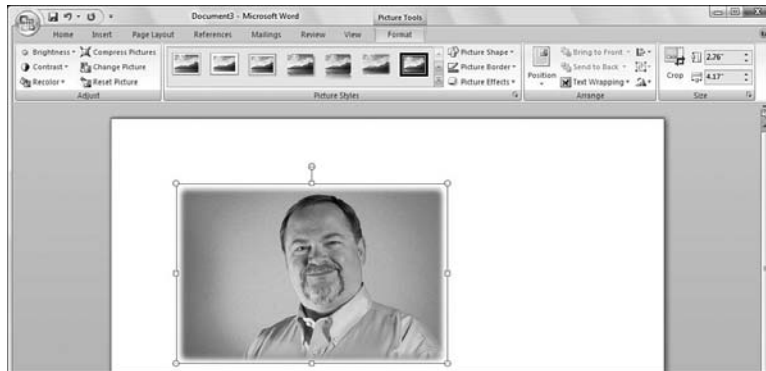 Document3 - Microsoft Word
Picture Tools
Home Insert Page Layout References Mailings Review View Format
Brightness Compress Pictures Picture Shape Bring to Front 2.76"
Contrast Change Picture Picture Border Send to Back
Recolor Reset Picture Picture Effects Position Text Wrapping Crop 4.17"
Adjust Picture Styles Arrange Size